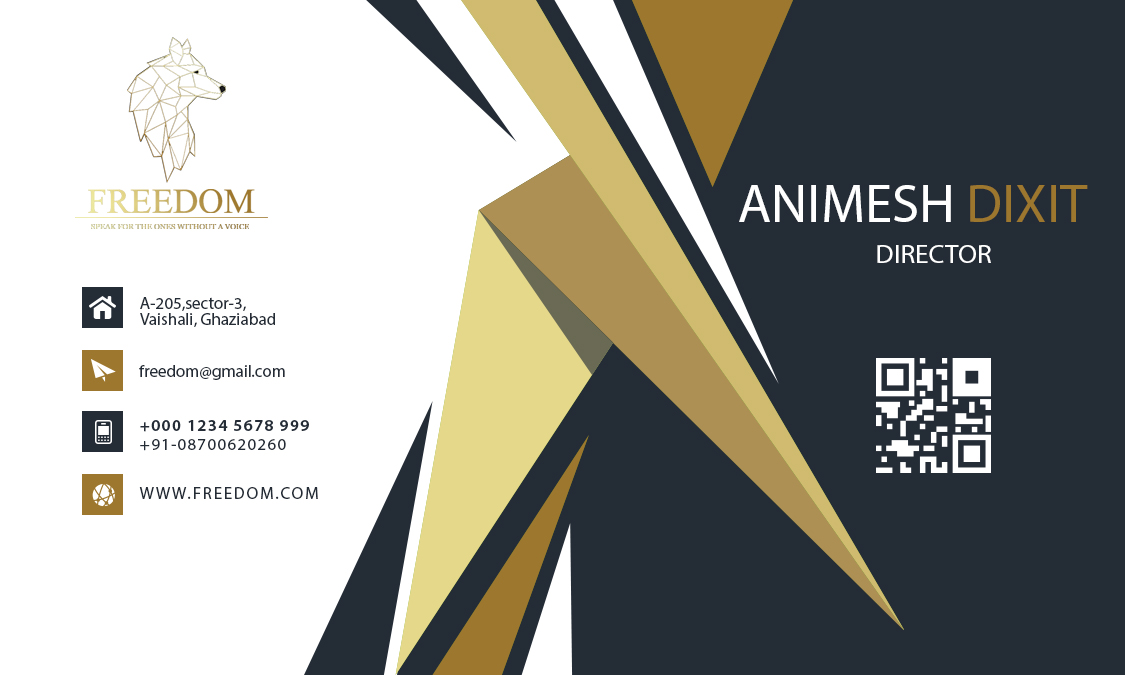 FREEDOM
SPEAK FOR THE ONES WITHOUT A VOICE
A-205,sector-3,
Vaishali, Ghaziabad
freedom@gmail.com
+000 1234 5678 999
+91-08700620260
WWW.FREEDOM.COM
ANIMESH DIXIT
DIRECTOR